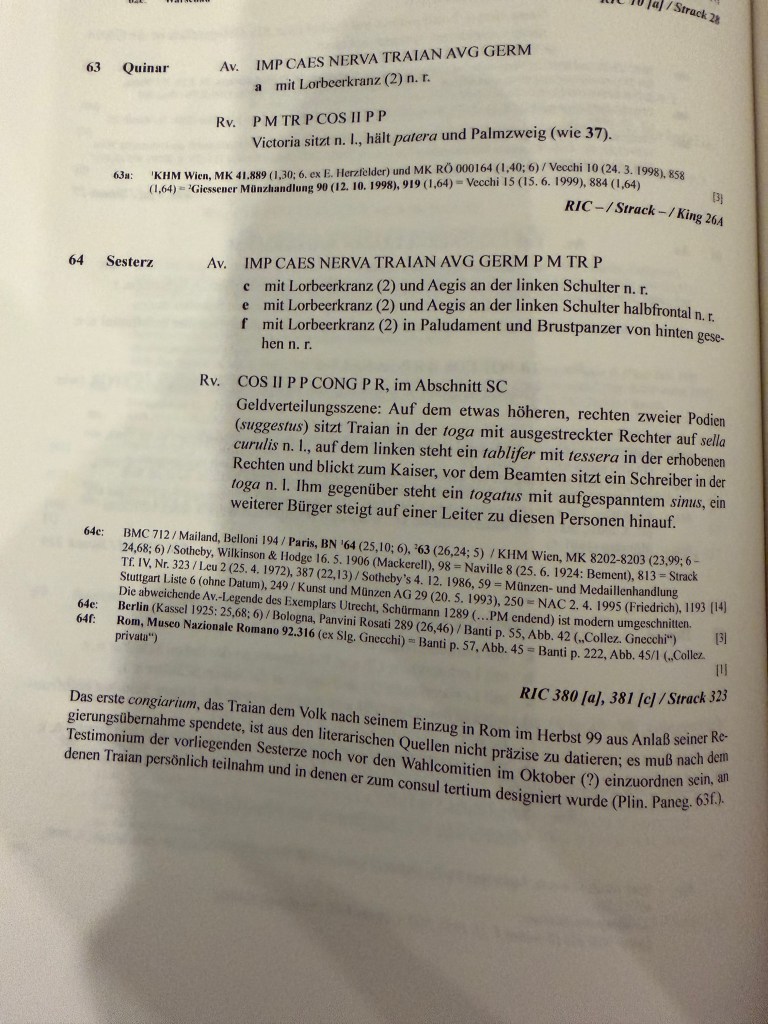 Warschau
RIC 10 [a] / Strack 28
63 Quinar Av. IMP CAES NERVA TRAIAN AVG GERM
a mit Lorbeerkranz (2) n. r.
Rv. P M TR P COS II P P
Victoria sitzt n. l., hält patera und Palmzweig (wie 37).
63a: ¹KHM Wien, MK 41.889 (1,30; 6. ex E. Herzfelder) und MK RÖ 000164 (1,40; 6) / Vecchi 10 (24. 3. 1998), 858
(1,64) = ²Giessener Münzhandlung 90 (12. 10. 1998), 919 (1,64) = Vecchi 15 (15. 6. 1999), 884 (1,64)
[3]
RIC – / Strack – / King 26A
64 Sesterz Av. IMP CAES NERVA TRAIAN AVG GERM P M TR P
c mit Lorbeerkranz (2) und Aegis an der linken Schulter n. r.
e mit Lorbeerkranz (2) und Aegis an der linken Schulter halbfrontal n. r.
f mit Lorbeerkranz (2) in Paludament und Brustpanzer von hinten gese-
hen n. r.
Rv. COS II P P CONG P R, im Abschnitt SC
Geldverteilungsszene: Auf dem etwas höheren, rechten zweier Podien
(suggestus) sitzt Traian in der toga mit ausgestreckter Rechter auf sella
curulis n. l., auf dem linken steht ein tablifer mit tessera in der erhobenen
Rechten und blickt zum Kaiser, vor dem Beamten sitzt ein Schreiber in der
toga n. l. Ihm gegenüber steht ein togatus mit aufgespanntem sinus, ein
weiterer Bürger steigt auf einer Leiter zu diesen Personen hinauf.
64c: BMC 712 / Mailand, Belloni 194 / Paris, BN ¹64 (25,10; 6), ²63 (26,24; 5) / KHM Wien, MK 8202-8203 (23,99; 6 –
24,68; 6) / Sotheby, Wilkinson & Hodge 16. 5. 1906 (Mackerell), 98 = Naville 8 (25. 6. 1924: Bement), 813 = Strack
Tf. IV, Nr. 323 / Leu 2 (25. 4. 1972), 387 (22,13) / Sotheby's 4. 12. 1986, 59 = Münzen- und Medaillenhandlung
Stuttgart Liste 6 (ohne Datum), 249 / Kunst und Münzen AG 29 (20. 5. 1993), 250 = NAC 2. 4. 1995 (Friedrich), 1193 [14]
Die abweichende Av.-Legende des Exemplars Utrecht, Schürmann 1289 (…PM endend) ist modern umgeschnitten.
64e: Berlin (Kassel 1925: 25,68; 6) / Bologna, Panvini Rosati 289 (26,46) / Banti p. 55, Abb. 42 („Collez. Gnecchi“) [3]
64f: Rom, Museo Nazionale Romano 92.316 (ex Slg. Gnecchi) = Banti p. 57, Abb. 45 = Banti p. 222, Abb. 45/1 („Collez.
privata“)
[1]
RIC 380 [a], 381 [c] / Strack 323
Das erste congiarium, das Traian dem Volk nach seinem Einzug in Rom im Herbst 99 aus Anlaß seiner Re-
gierungsübernahme spendete, ist aus den literarischen Quellen nicht präzise zu datieren; es muß nach dem
Testimonium der vorliegenden Sesterze noch vor den Wahlcomitien im Oktober (?) einzuordnen sein, an
denen Traian persönlich teilnahm und in denen er zum consul tertium designiert wurde (Plin. Paneg. 63f.).